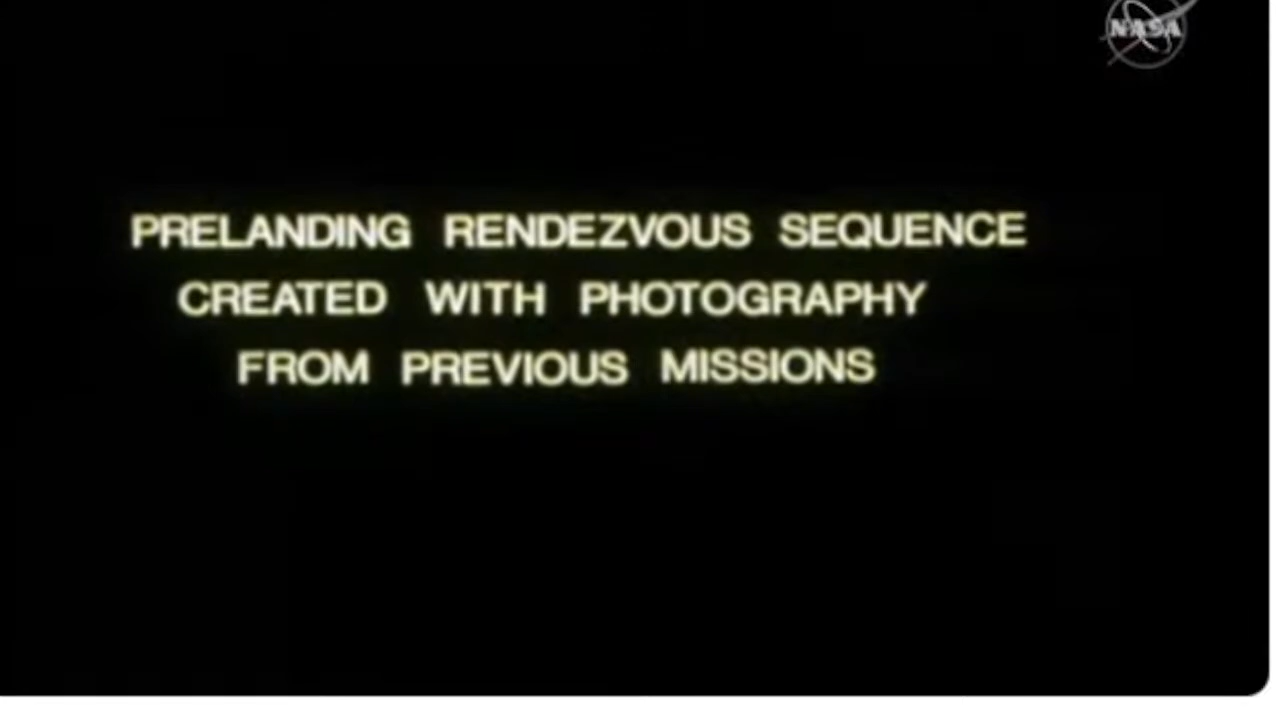 NASA
PRELANDING RENDEZVOUS SEQUENCE
CREATED WITH PHOTOGRAPHY
FROM PREVIOUS MISSIONS